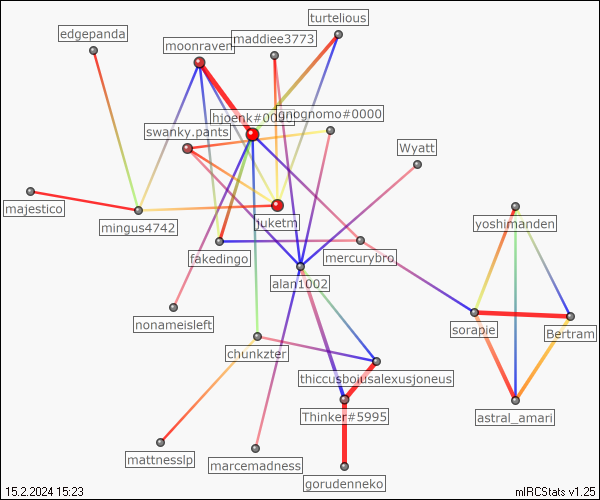 turtelious
edgepanda
maddiee3773
moonraven
gnognomo#0000
hjoenk#00
swanky.pants
Wyatt
majestico
juketm
yoshimanden
mingus4742
fakedingo
mercurybro
alan1002
nonameisleft
sorapie
Bertram
chunkzter
thiccusboiusalexusjoneus
Thinker#5995
astral_amari
mattnesslp
marcemadness
gorudenneko
15.2.2024 15:23
mIRCStats v1.25